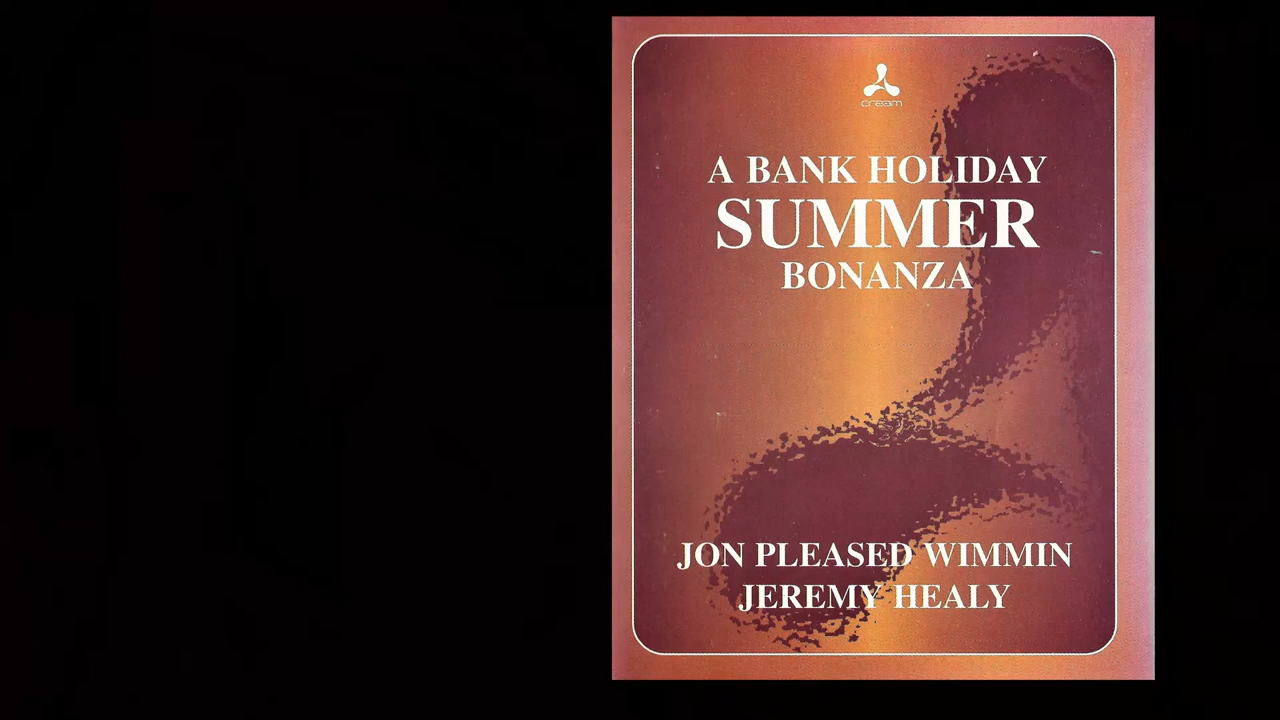 cream
A BANK HOLIDAY
SUMMER
BONANZA
JON PLEASED WIMMIN
JEREMY HEALY